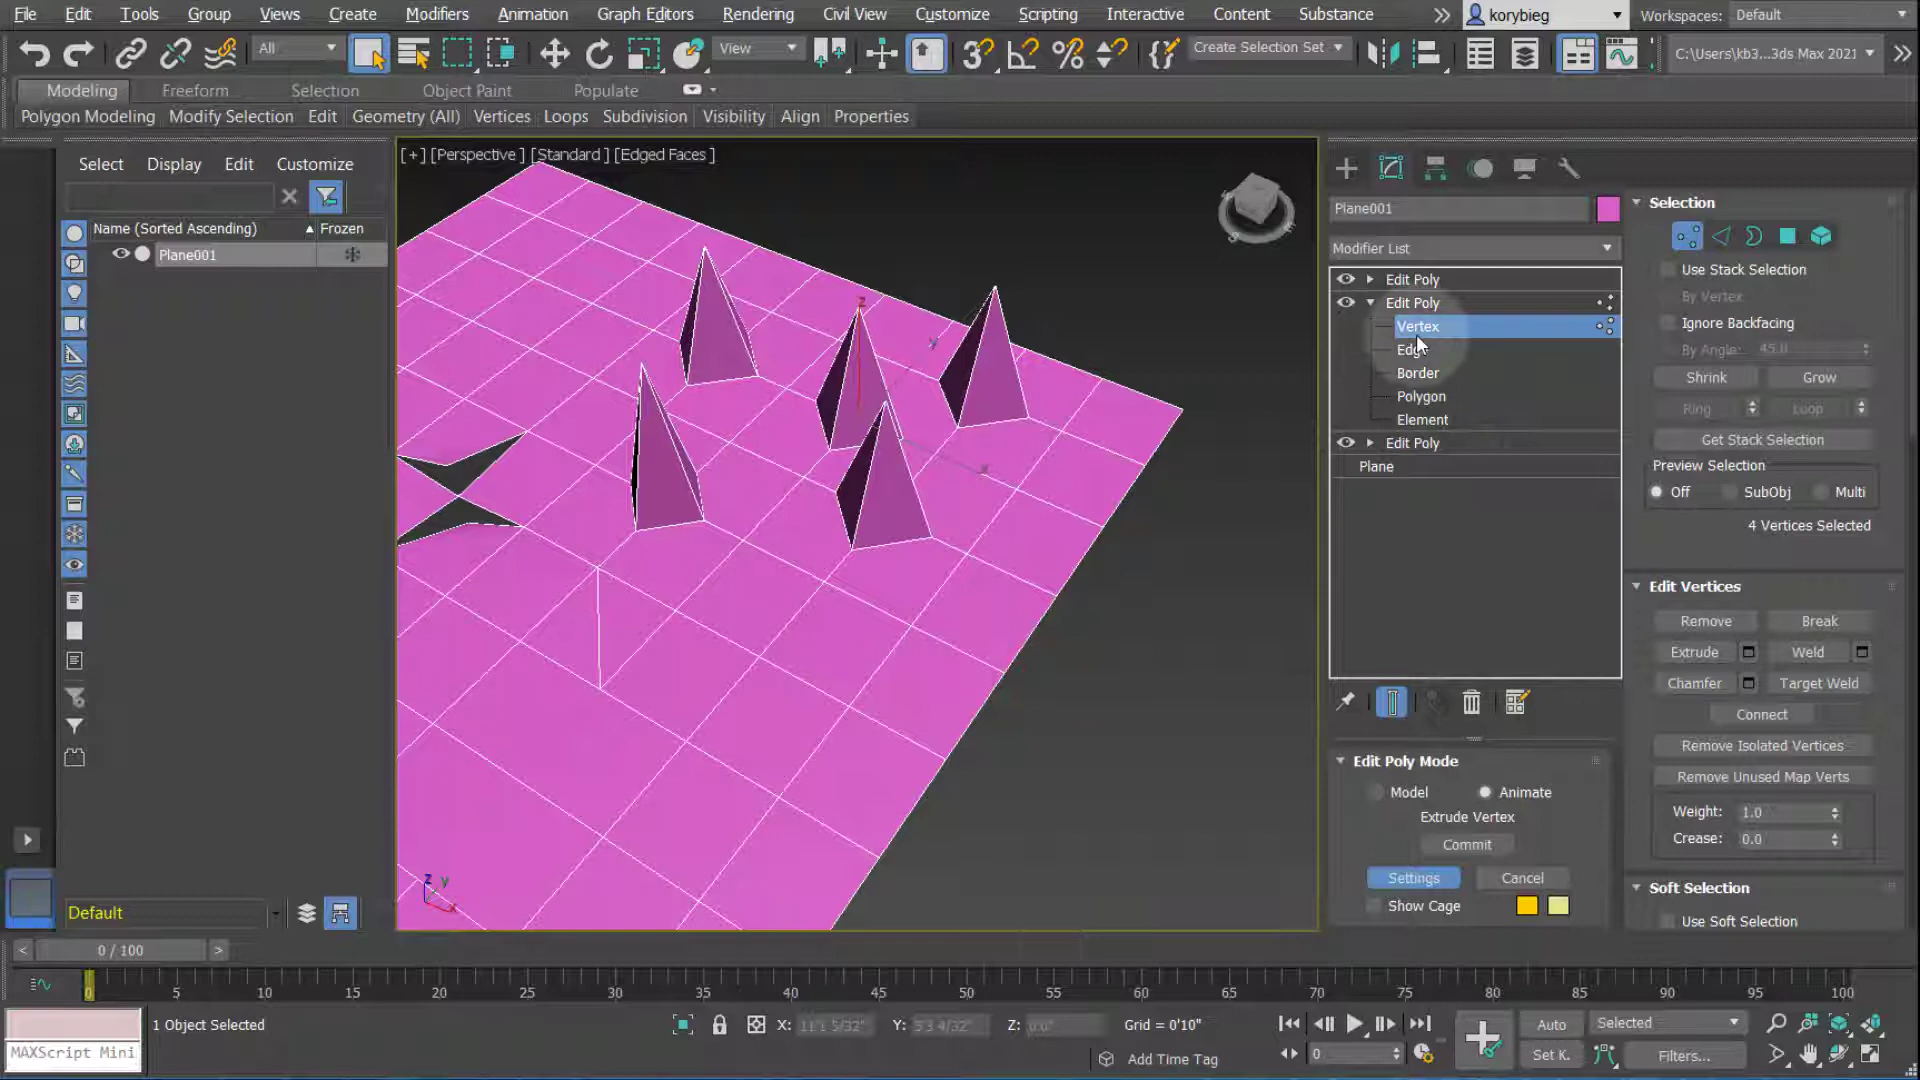 File Edit Tools Group Views Create Modifiers Animation Graph Editors Rendering Civil View Customize Scripting Interactive Content Substance korybieg Workspaces: Default
All View Create Selection Set C:\Users\kb3...3ds Max 2021
Modeling Freeform Selection Object Paint Populate
Polygon Modeling Modify Selection Edit Geometry (All) Vertices Loops Subdivision Visibility Align Properties
Select Display Edit Customize
Name (Sorted Ascending) Frozen
Plane001
[+] [Perspective ] [Standard ] [Edged Faces ]
z
y
x
Plane001
Modifier List
Edit Poly
Edit Poly
Vertex
Edge
Border
Polygon
Element
Edit Poly
Plane
Edit Poly Mode
Model Animate
Extrude Vertex
Commit
Settings Cancel
Show Cage
Selection
Use Stack Selection
By Vertex
Ignore Backfacing
By Angle: 45.0
Shrink Grow
Ring Loop
Get Stack Selection
Preview Selection
Off SubObj Multi
4 Vertices Selected
Edit Vertices
Remove Break
Extrude Weld
Chamfer Target Weld
Connect
Remove Isolated Vertices
Remove Unused Map Verts
Weight: 1.0
Crease: 0.0
Soft Selection
Use Soft Selection
z y
x
Default
< 0 / 100 >
0 5 10 15 20 25 30 35 40 45 50 55 60 65 70 75 80 85 90 95 100
1 Object Selected X: Y: Z: 0.0" Grid = 0'10" Auto Selected
MAXScript Mini Add Time Tag 0 Set K. Filters...